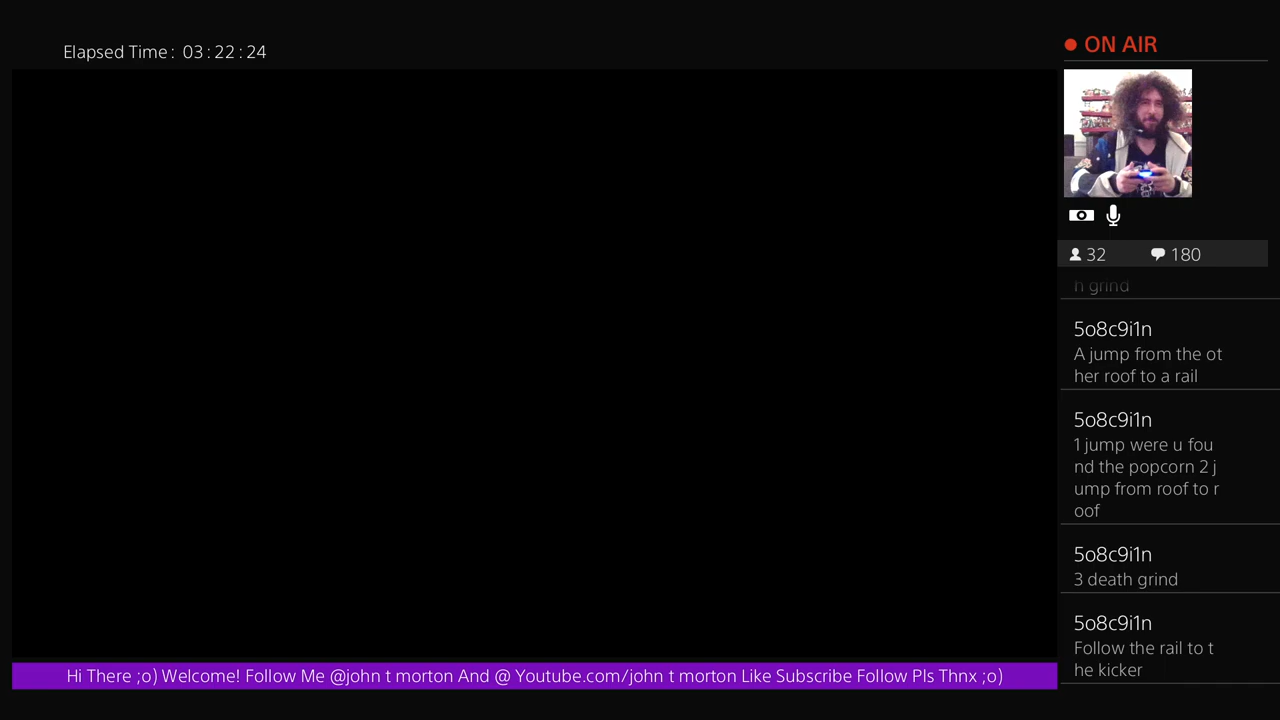 Elapsed Time: 03:22:24
ON AIR
32 180
n grind
5o8c9i1n
A jump from the ot
her roof to a rail
5o8c9i1n
1 jump were u fou
nd the popcorn 2 j
ump from roof to r
oof
5o8c9i1n
3 death grind
5o8c9i1n
Follow the rail to t
he kicker
Hi There ;o) Welcome! Follow Me @john t morton And @ Youtube.com/john t morton Like Subscribe Follow Pls Thnx ;o)